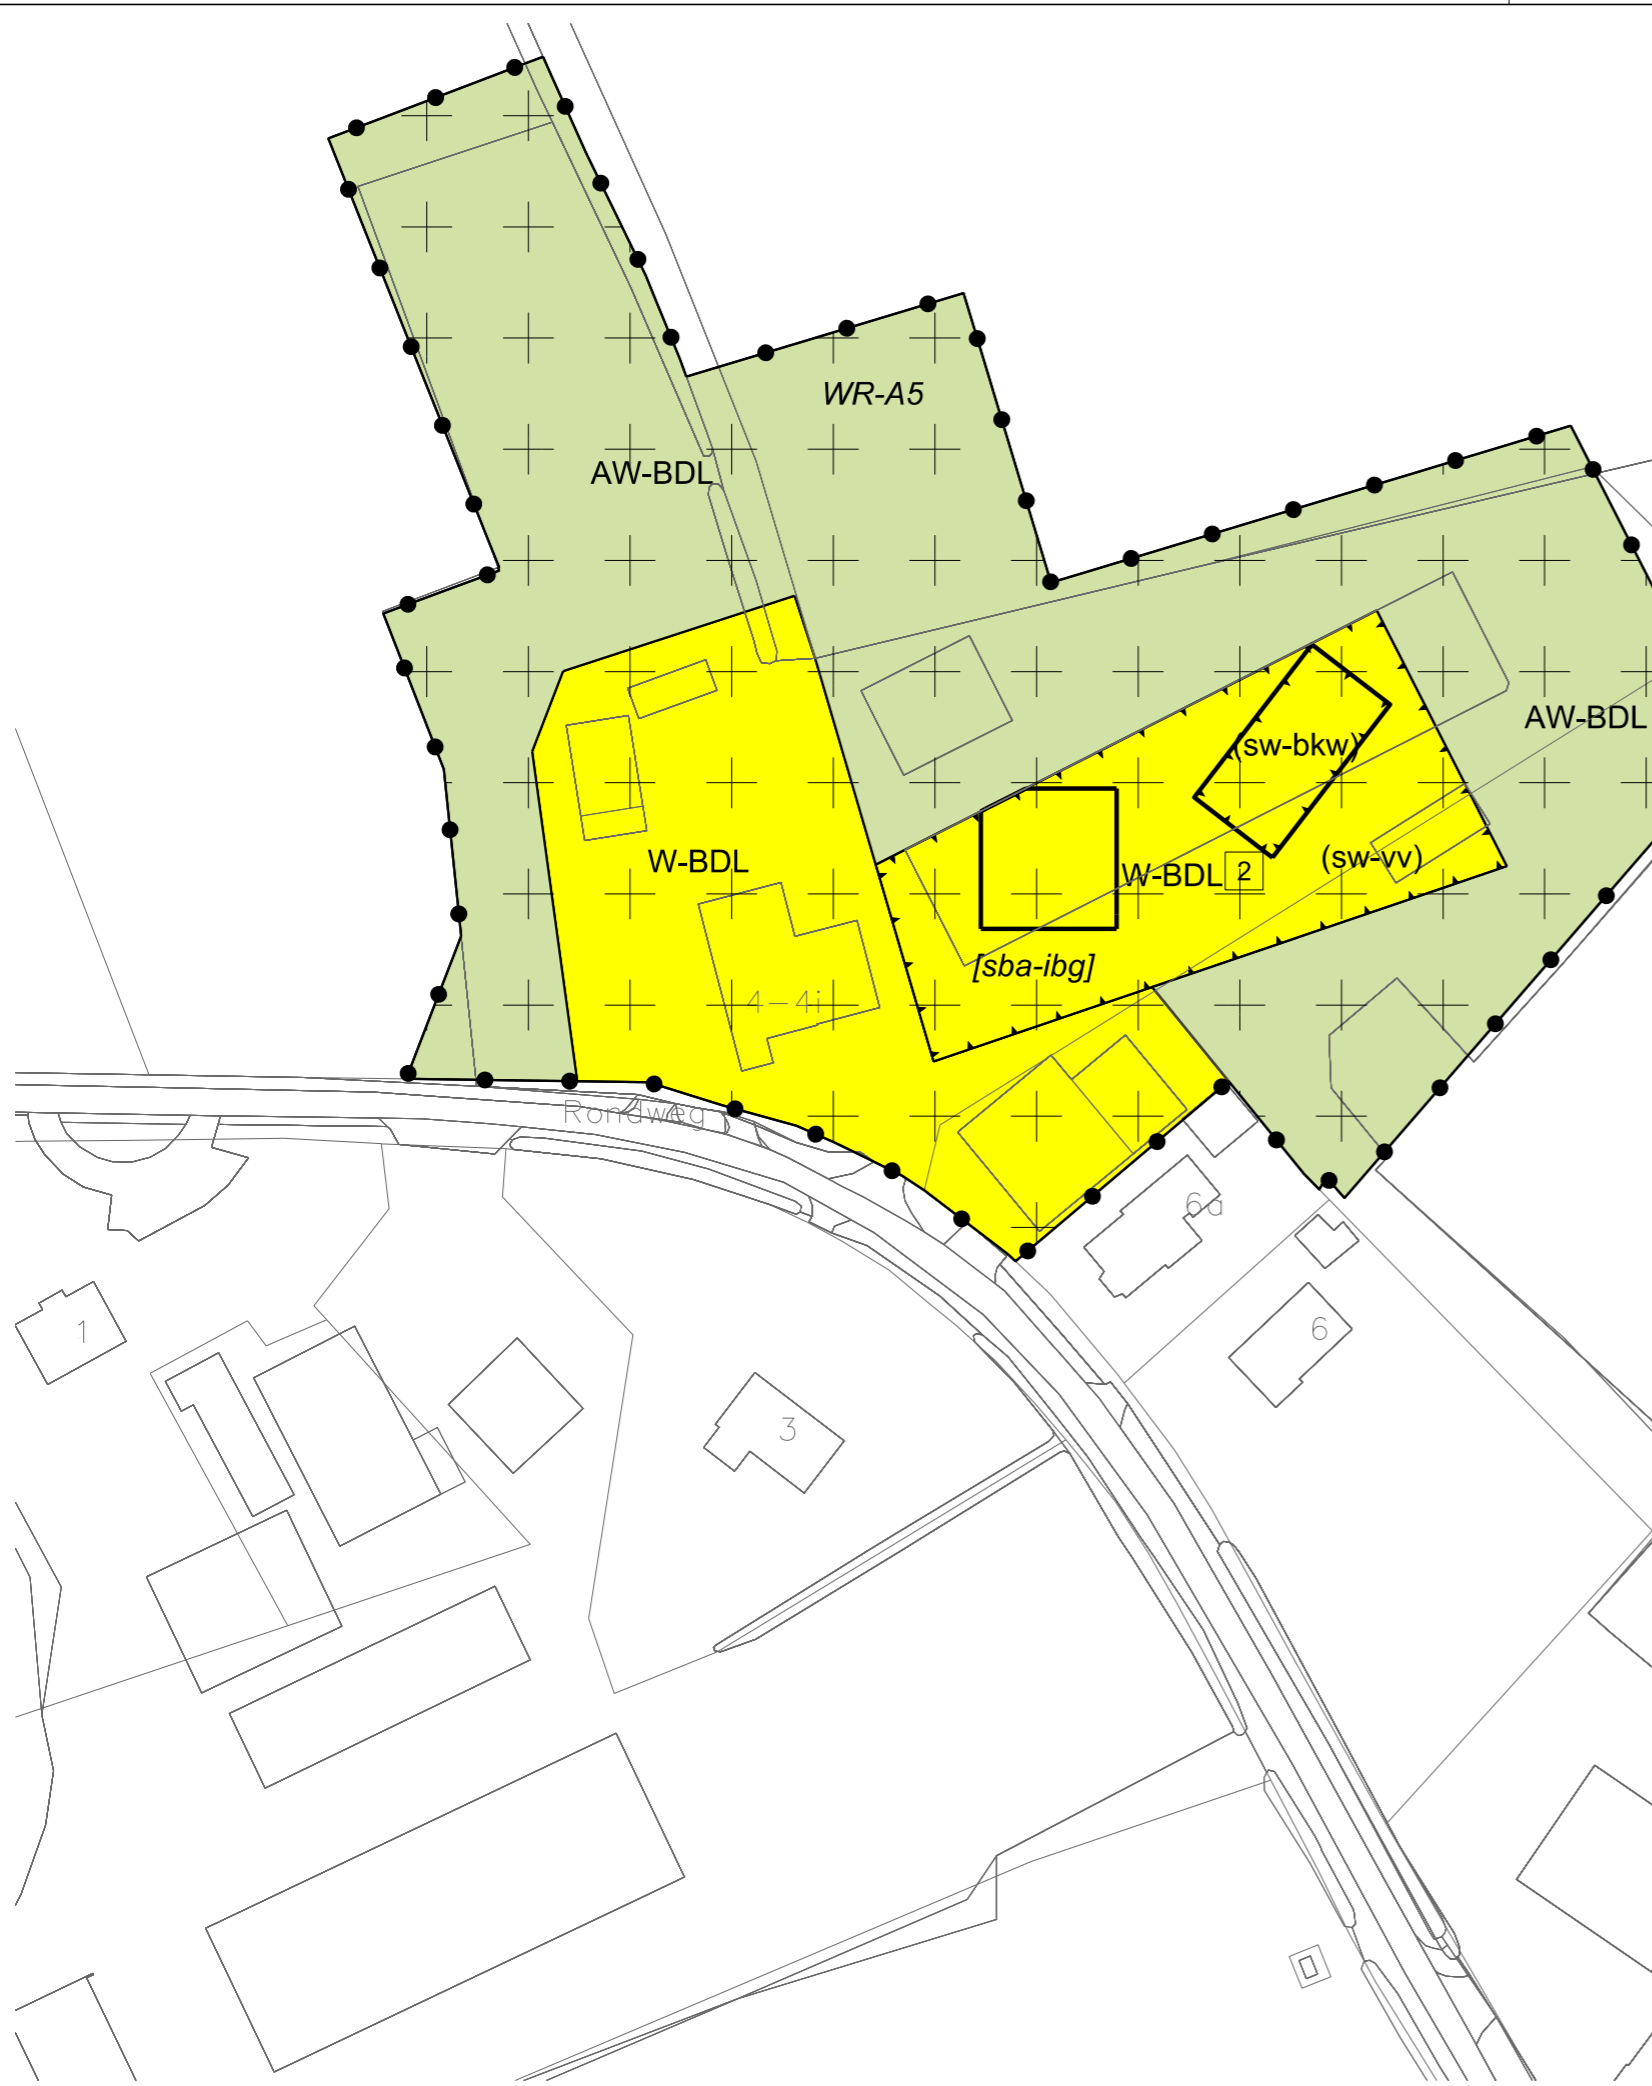 WR-A5
AW-BDL
AW-BDL
(sw-bkw)
W-BDL
(sw-vv)
W-BDL 2
[sba-ibg]
4-4i
Rondweg
6a
1
6
3